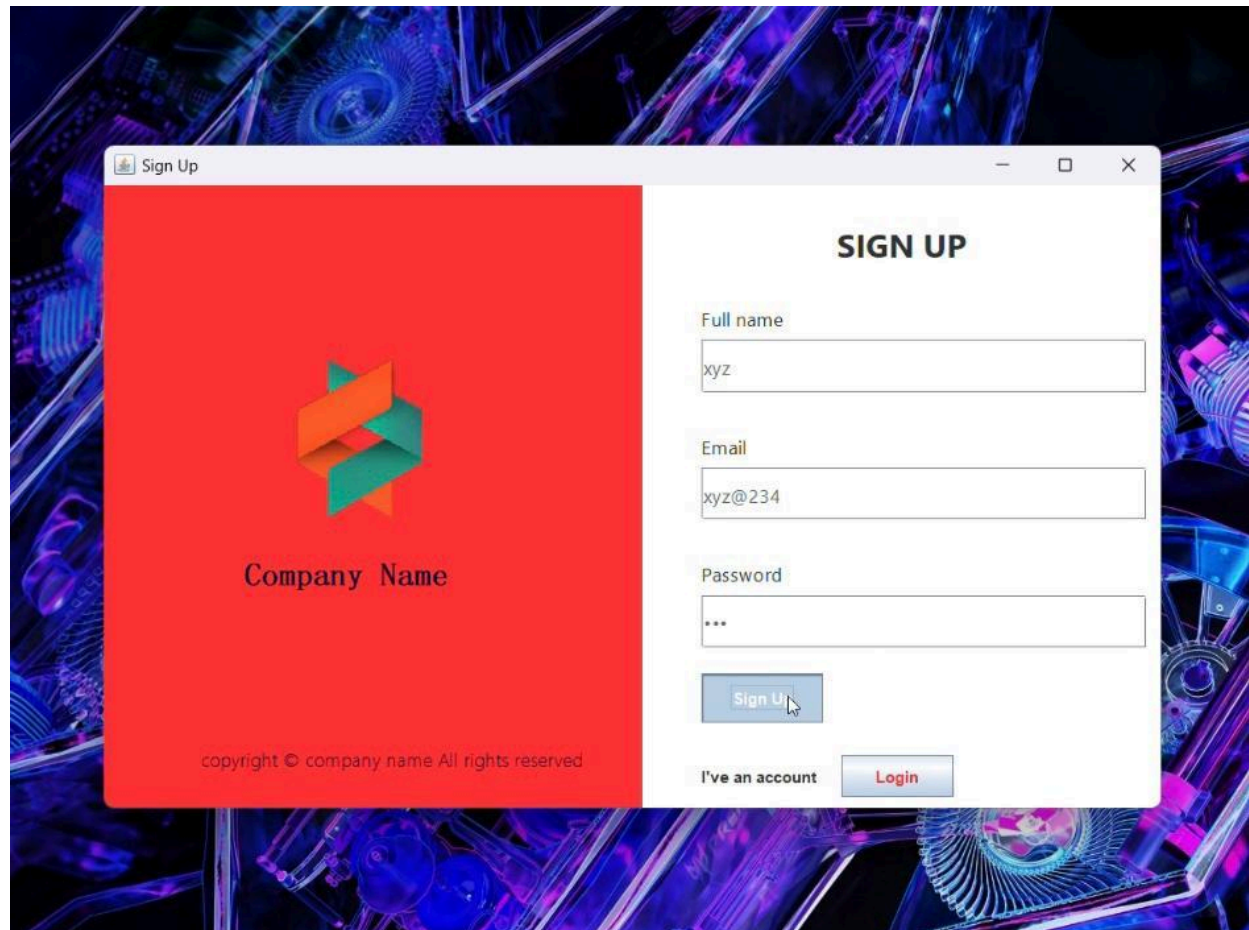 Sign Up
SIGN UP
Full name
xyz
Email
xyz@234
Password
•••
Sign Up
I've an account
Login
Company Name
copyright © company name All rights reserved